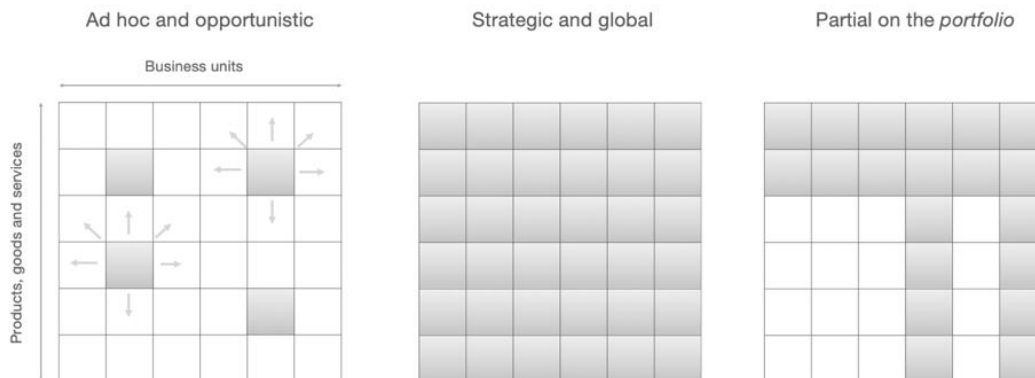 Ad hoc and opportunistic
Strategic and global
Partial on the portfolio
Business units
Products, goods and services